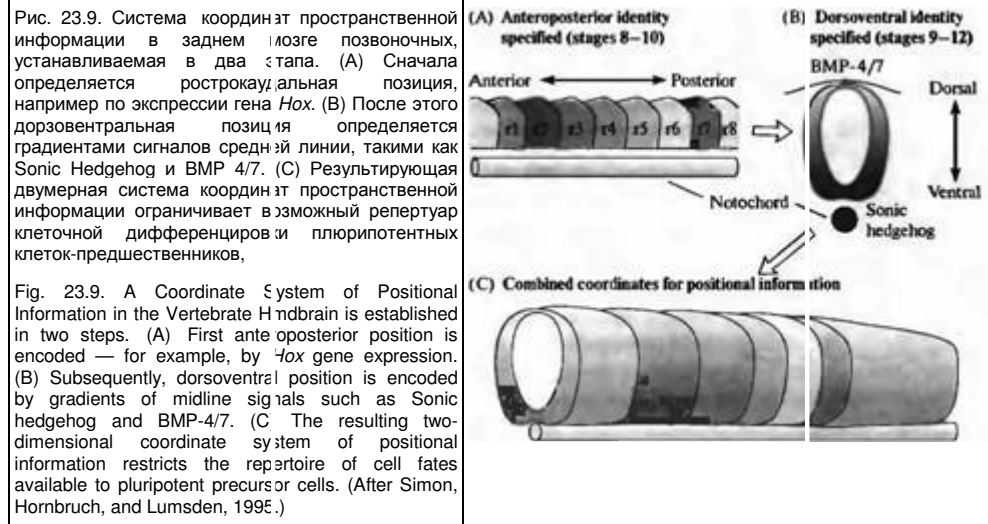 Рис. 23.9. Система координат пространственной
информации в заднем мозге позвоночных,
устанавливаемая в два этапа. (A) Сначала
определяется рострокаудальная позиция,
например по экспрессии гена Hox. (B) После этого
дорзовентральная позиция определяется
градиентами сигналов средней линии, такими как
Sonic Hedgehog и BMP 4/7. (C) Результирующая
двумерная система координат пространственной
информации ограничивает возможный репертуар
клеточной дифференцировки плюрипотентных
клеток-предшественников,
Fig. 23.9. A Coordinate System of Positional
Information in the Vertebrate Hindbrain is established
in two steps. (A) First anteroposterior position is
encoded — for example, by Hox gene expression.
(B) Subsequently, dorsoventral position is encoded
by gradients of midline signals such as Sonic
hedgehog and BMP-4/7. (C) The resulting two-
dimensional coordinate system of positional
information restricts the repertoire of cell fates
available to pluripotent precursor cells. (After Simon,
Hornbruch, and Lumsden, 1995.)
(A) Anteroposterior identity
specified (stages 8–10)
Anterior
Posterior
r1 r2 r3 r4 r5 r6 r7 r8
Notochord
(B) Dorsoventral identity
specified (stages 9–12)
BMP-4/7
Dorsal
Ventral
Sonic
hedgehog
(C) Combined coordinates for positional information